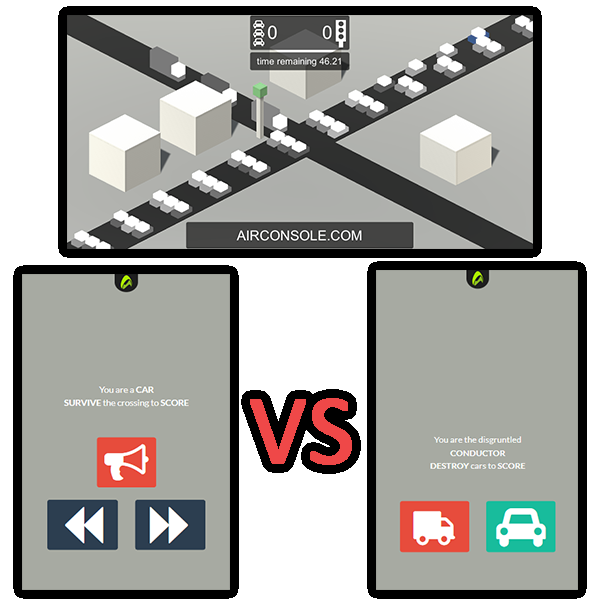 0 0
time remaining 46.21
AIRCONSOLE.COM
You are a CAR
SURVIVE the crossing to SCORE
VS
You are the disgruntled
CONDUCTOR
DESTROY cars to SCORE